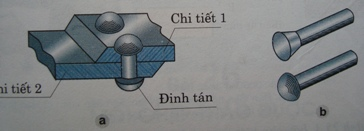 Chi tiết 1
hi tiết 2
Đinh tán
a
b